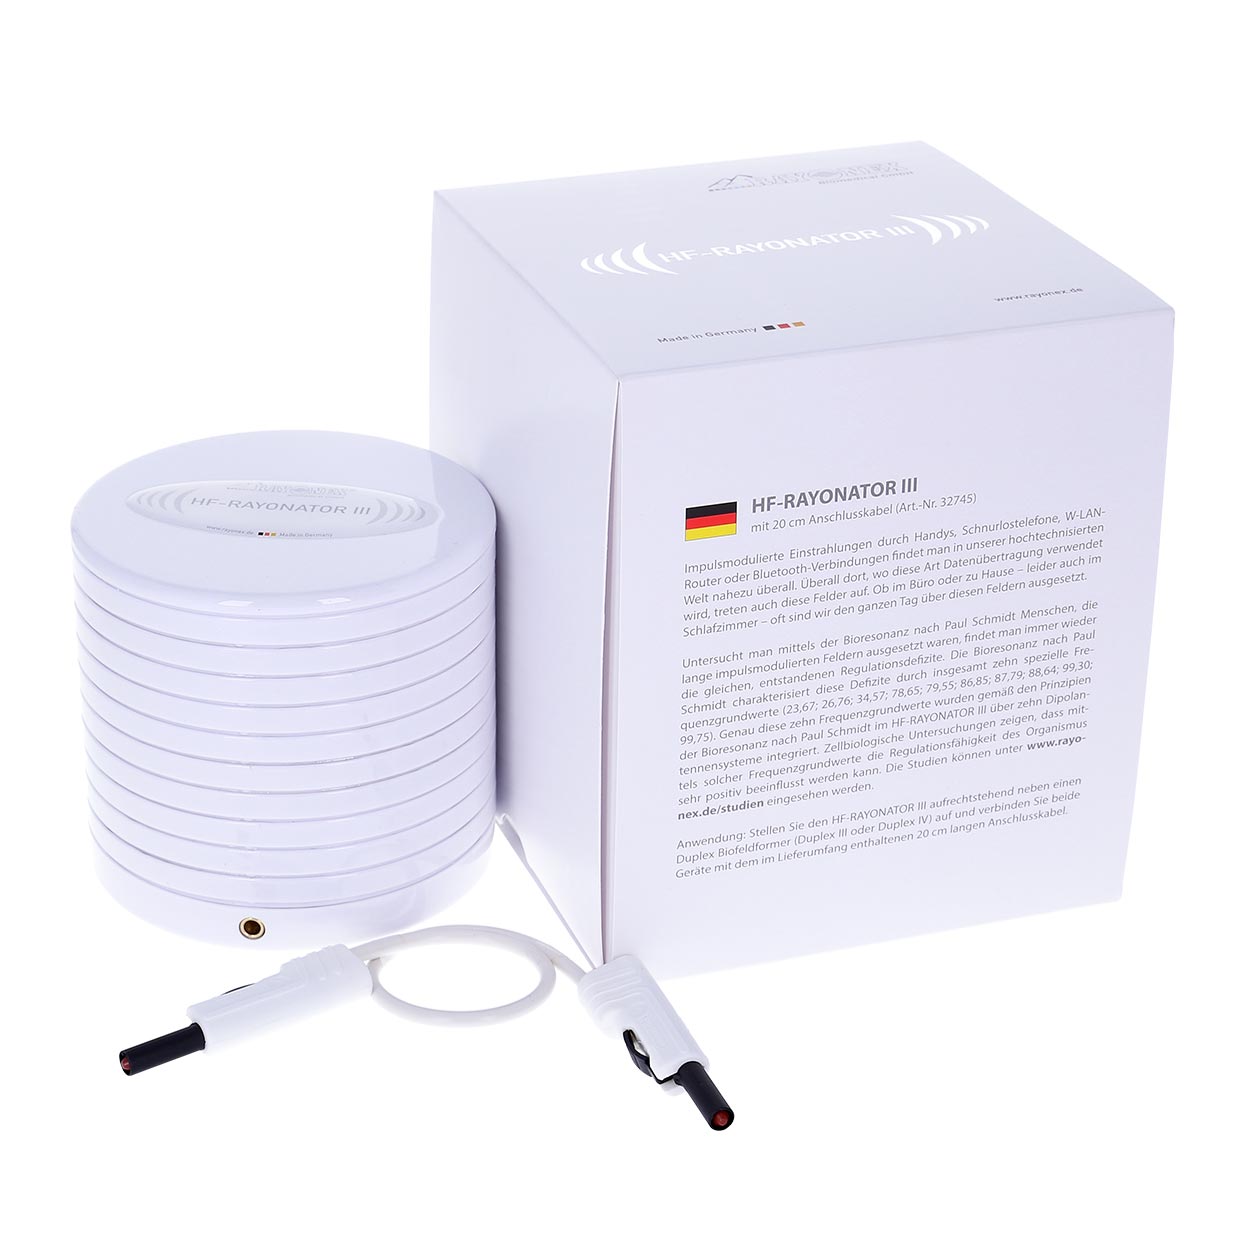 RAYONEX
Biomedical GmbH
HF-RAYONATOR III
www.rayonex.de
Made in Germany
RAYONEX
HF-RAYONATOR III
www.rayonex.de Made in Germany
HF-RAYONATOR III
mit 20 cm Anschlusskabel (Art.-Nr. 32745)
Impulsmodulierte Einstrahlungen durch Handys, Schnurlostelefone, W-LAN-
Router oder Bluetooth-Verbindungen findet man in unserer hochtechnisierten
Welt nahezu überall. Überall dort, wo diese Art Datenübertragung verwendet
wird, treten auch diese Felder auf. Ob im Büro oder zu Hause – leider auch im
Schlafzimmer – oft sind wir den ganzen Tag über diesen Feldern ausgesetzt.
Untersucht man mittels der Bioresonanz nach Paul Schmidt Menschen, die
lange impulsmodulierten Feldern ausgesetzt waren, findet man immer wieder
die gleichen, entstandenen Regulationsdefizite. Die Bioresonanz nach Paul
Schmidt charakterisiert diese Defizite durch insgesamt zehn spezielle Fre-
quenzgrundwerte (23,67; 26,76; 34,57; 78,65; 79,55; 86,85; 87,79; 88,64; 99,30;
99,75). Genau diese zehn Frequenzgrundwerte wurden gemäß den Prinzipien
der Bioresonanz nach Paul Schmidt im HF-RAYONATOR III über zehn Dipolan-
tennensysteme integriert. Zellbiologische Untersuchungen zeigen, dass mit-
tels solcher Frequenzgrundwerte die Regulationsfähigkeit des Organismus
sehr positiv beeinflusst werden kann. Die Studien können unter www.rayo-
nex.de/studien eingesehen werden.
Anwendung: Stellen Sie den HF-RAYONATOR III aufrechtstehend neben einen
Duplex Biofeldformer (Duplex III oder Duplex IV) auf und verbinden Sie beide
Geräte mit dem im Lieferumfang enthaltenen 20 cm langen Anschlusskabel.